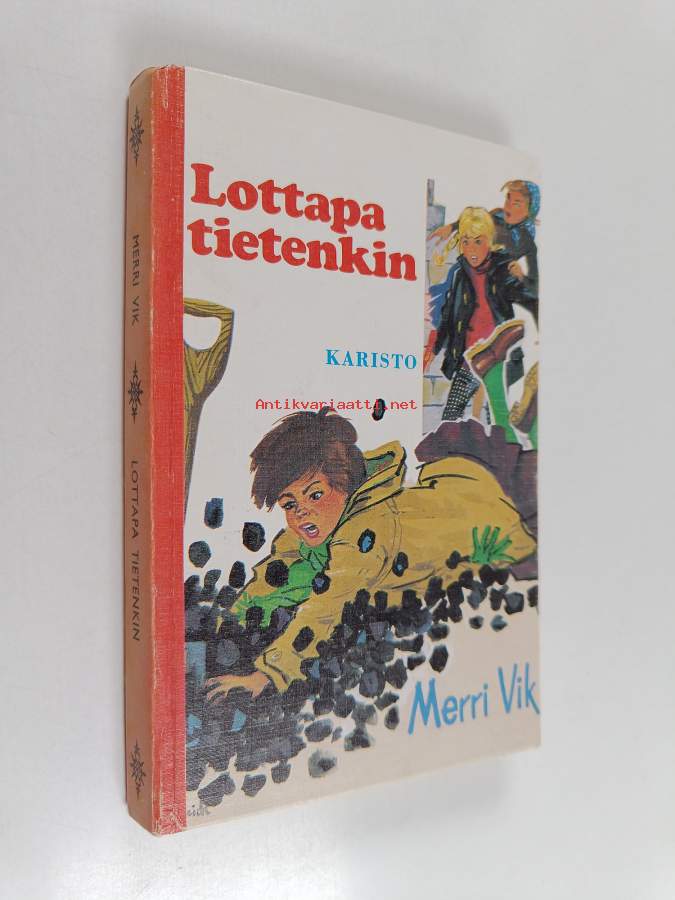 Lottapa
tietenkin
KARISTO
Antikvariaatti.net
Merri Vik
MERRI VIK
LOTTAPA TIETENKIN